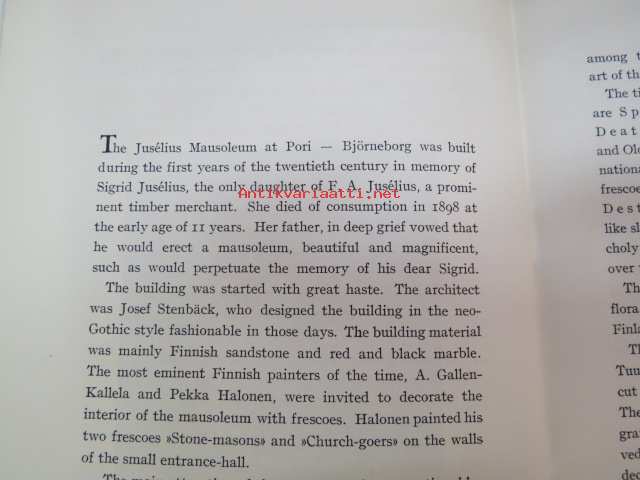 The Jusélius Mausoleum at Pori — Björneborg was built
during the first years of the twentieth century in memory of
Sigrid Jusélius, the only daughter of F. A. Jusélius, a promi-
nent timber merchant. She died of consumption in 1898 at
the early age of 11 years. Her father, in deep grief vowed that
he would erect a mausoleum, beautiful and magnificent,
such as would perpetuate the memory of his dear Sigrid.
The building was started with great haste. The architect
was Josef Stenbäck, who designed the building in the neo-
Gothic style fashionable in those days. The building material
was mainly Finnish sandstone and red and black marble.
The most eminent Finnish painters of the time, A. Gallen-
Kallela and Pekka Halonen, were invited to decorate the
interior of the mausoleum with frescoes. Halonen painted his
two frescoes »Stone-masons» and »Church-goers» on the walls
of the small entrance-hall.
Antikvariaatti.net
among
art of th
The ti
are S p
D e a t
and Old
national
frescoe
D e s t
like sl
choly
over
Th
flora
Finla
Th
Tuu
cut
The
gra
ved
dec